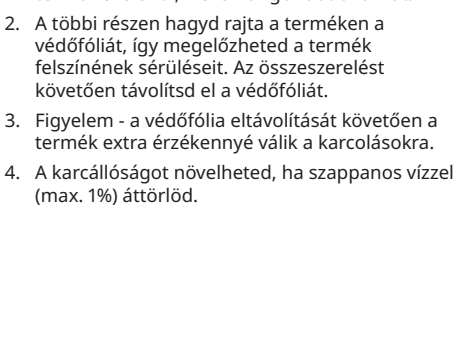 2. A többi részen hagyd rajta a terméken a
védőfóliát, így megelőzheted a termék
felszínének sérüléseit. Az összeszerelést
követően távolítsd el a védőfóliát.
3. Figyelem - a védőfólia eltávolítását követően a
termék extra érzékennyé válik a karcolásokra.
4. A karcállóságot növelheted, ha szappanos vízzel
(max. 1%) áttörlöd.